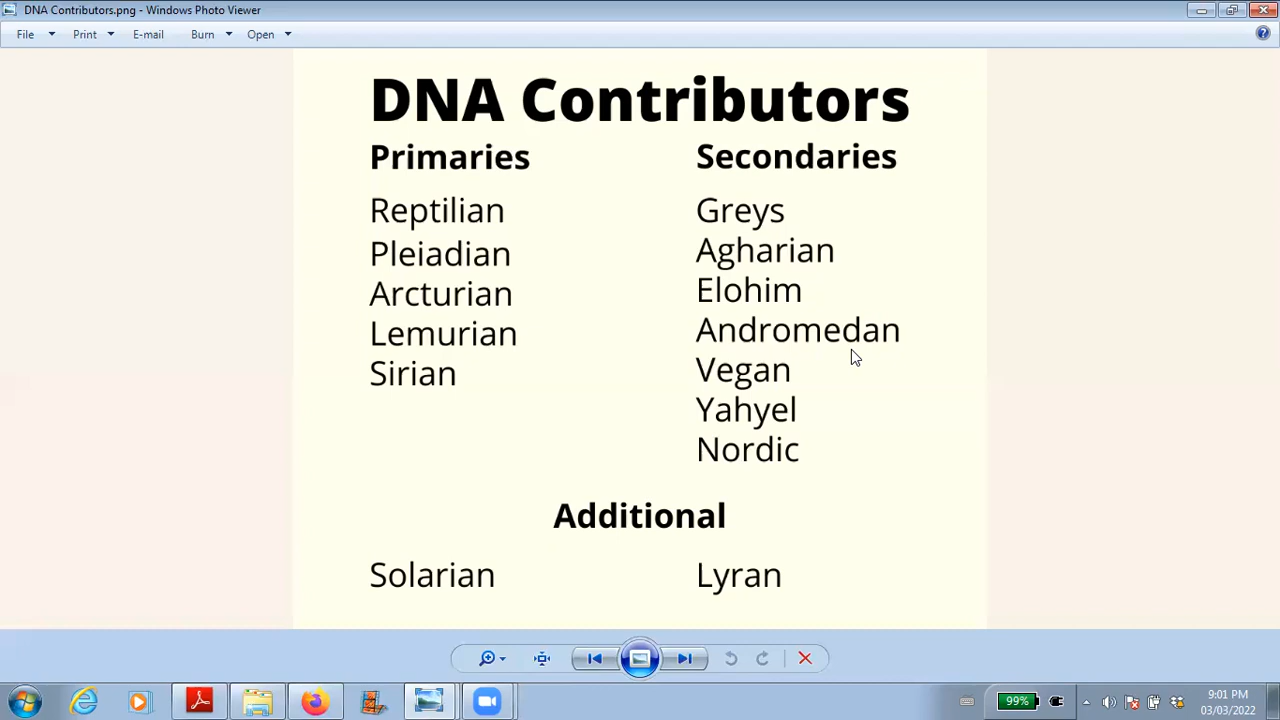 DNA Contributors.png - Windows Photo Viewer
File Print E-mail Burn Open
DNA Contributors
Primaries
Reptilian
Pleiadian
Arcturian
Lemurian
Sirian
Secondaries
Greys
Agharian
Elohim
Andromedan
Vegan
Yahyel
Nordic
Additional
Solarian
Lyran
99%
9:01 PM
03/03/2022